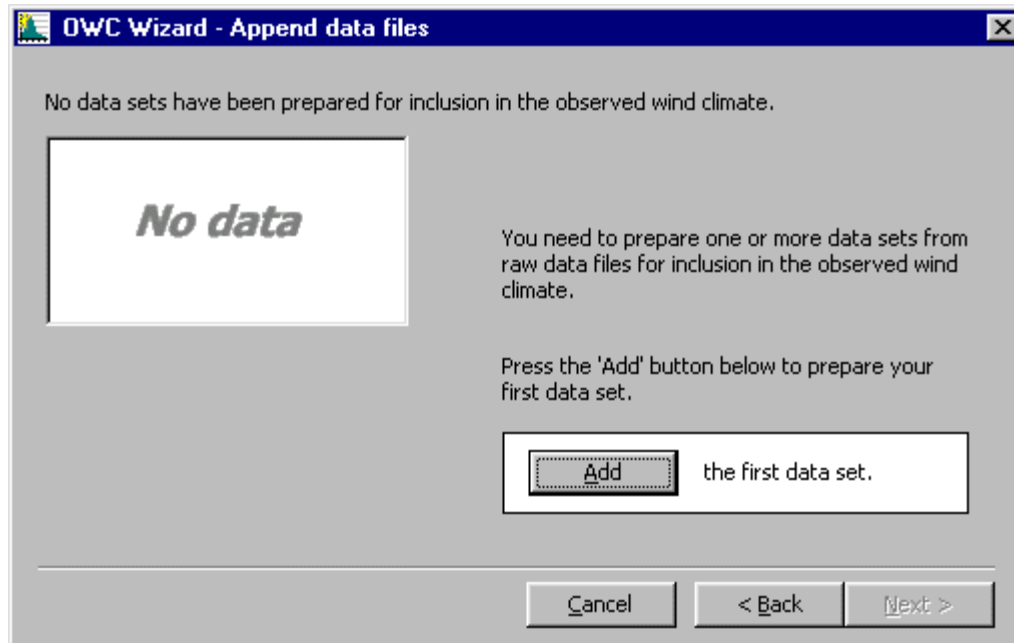 OWC Wizard - Append data files
No data sets have been prepared for inclusion in the observed wind climate.
No data
You need to prepare one or more data sets from
raw data files for inclusion in the observed wind
climate.
Press the 'Add' button below to prepare your
first data set.
Add the first data set.
Cancel < Back Next >